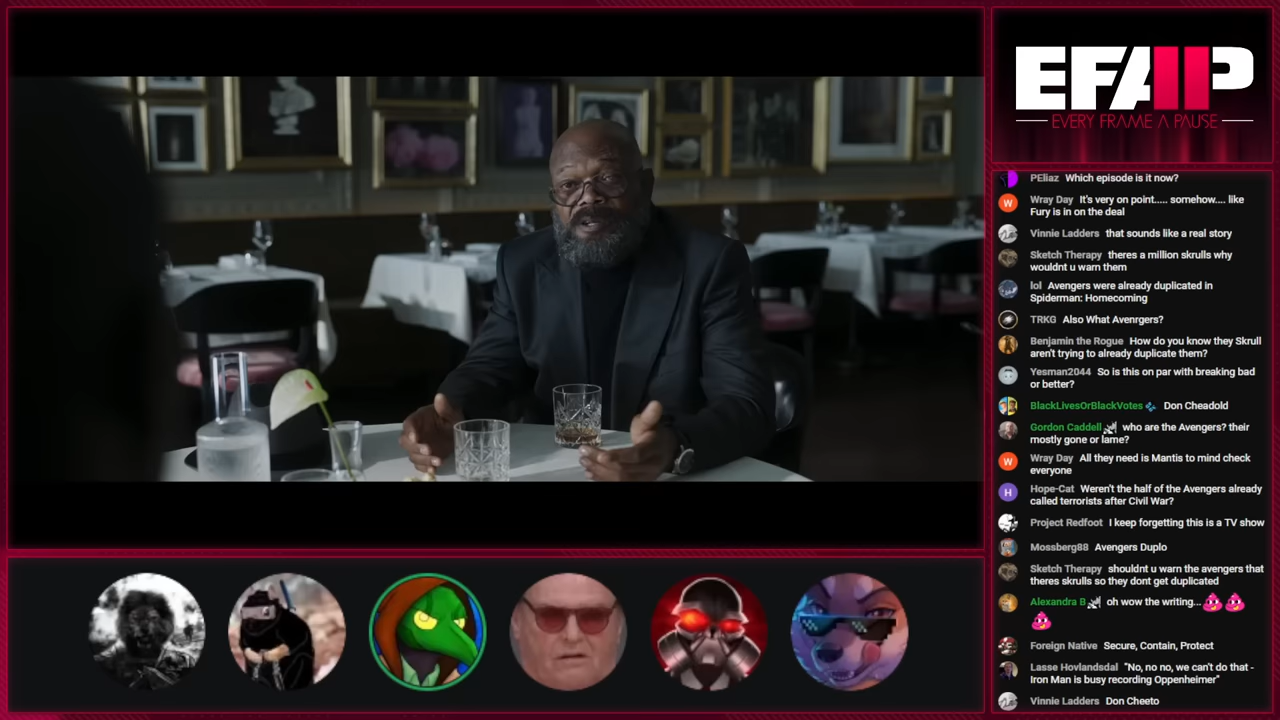 EFAP
EVERY FRAME A PAUSE
PEliaz Which episode is it now?
W
Wray Day It's very on point..... somehow.... like
Fury is in on the deal
Vinnie Ladders that sounds like a real story
Sketch Therapy theres a million skrulls why
wouldnt u warn them
lol Avengers were already duplicated in
Spiderman: Homecoming
TRKG Also What Avenrgers?
Benjamin the Rogue How do you know they Skrull
aren't trying to already duplicate them?
Yesman2044 So is this on par with breaking bad
or better?
BlackLivesOrBlackVotes Don Cheadold
Gordon Caddell who are the Avengers? their
mostly gone or lame?
W
Wray Day All they need is Mantis to mind check
everyone
H
Hope-Cat Weren't the half of the Avengers already
called terrorists after Civil War?
Project Redfoot I keep forgetting this is a TV show
Mossberg88 Avengers Duplo
Sketch Therapy shouldnt u warn the avengers that
theres skrulls so they dont get duplicated
Alexandra B oh wow the writing... 💩 💩
💩
Foreign Native Secure, Contain, Protect
Lasse Hovlandsdal "No, no no, we can't do that -
Iron Man is busy recording Oppenheimer"
Vinnie Ladders Don Cheeto